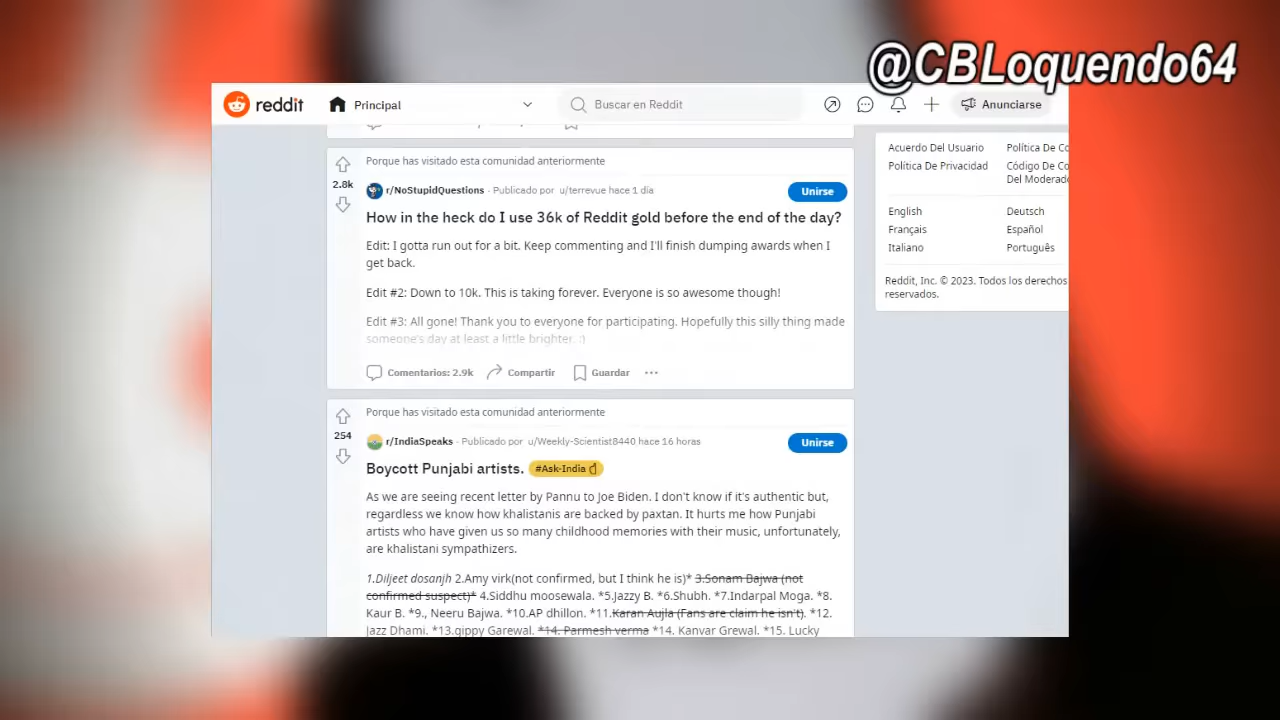 @CBLoquendo64
reddit
Principal
Buscar en Reddit
Anunciarse
Porque has visitado esta comunidad anteriormente
2.8k
r/NoStupidQuestions · Publicado por u/terrevue hace 1 día
Unirse
How in the heck do I use 36k of Reddit gold before the end of the day?
Edit: I gotta run out for a bit. Keep commenting and I'll finish dumping awards when I
get back.
Edit #2: Down to 10k. This is taking forever. Everyone is so awesome though!
Edit #3: All gone! Thank you to everyone for participating. Hopefully this silly thing made
someone's day at least a little brighter. :)
Comentarios: 2.9k
Compartir
Guardar
Porque has visitado esta comunidad anteriormente
254
r/IndiaSpeaks · Publicado por u/Weekly-Scientist8440 hace 16 horas
Unirse
Boycott Punjabi artists. #Ask-India
As we are seeing recent letter by Pannu to Joe Biden. I don't know if it's authentic but,
regardless we know how khalistanis are backed by paxtan. It hurts me how Punjabi
artists who have given us so many childhood memories with their music, unfortunately,
are khalistani sympathizers.
1.Diljeet dosanjh 2.Amy virk(not confirmed, but I think he is)* 3.Sonam Bajwa (not
confirmed suspect)* 4.Siddhu moosewala. *5.Jazzy B. *6.Shubh. *7.Indarpal Moga. *8.
Kaur B. *9., Neeru Bajwa. *10.AP dhillon. *11.Karan Aujla (Fans are claim he isn't). *12.
Jazz Dhami. *13.gippy Garewal. *14. Parmesh verma *14. Kanvar Grewal. *15. Lucky
Acuerdo Del Usuario
Política De Co
Política De Privacidad
Código De Co
Del Moderado
English
Deutsch
Français
Español
Italiano
Português
Reddit, Inc. © 2023. Todos los derechos
reservados.